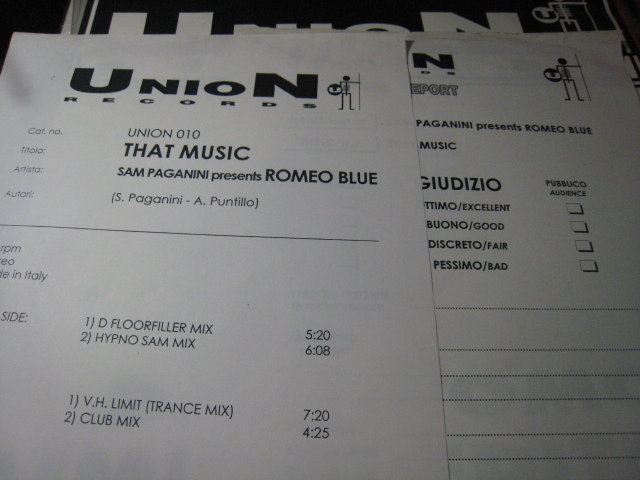 UNION
RECORDS
Cat. no. UNION 010
Titolo: THAT MUSIC
Artista: SAM PAGANINI presents ROMEO BLUE
Autori: (S. Paganini - A. Puntillo)
rpm
reo
de in Italy
SIDE:
1) D FLOORFILLER MIX 5:20
2) HYPNO SAM MIX 6:08
1) V.H. LIMIT (TRANCE MIX) 7:20
2) CLUB MIX 4:25
UNION
N
DS
EPORT
PAGANINI presents ROMEO BLUE
MUSIC
GIUDIZIO PUBBLICO
AUDIENCE
OTTIMO/EXCELLENT
BUONO/GOOD
DISCRETO/FAIR
PESSIMO/BAD